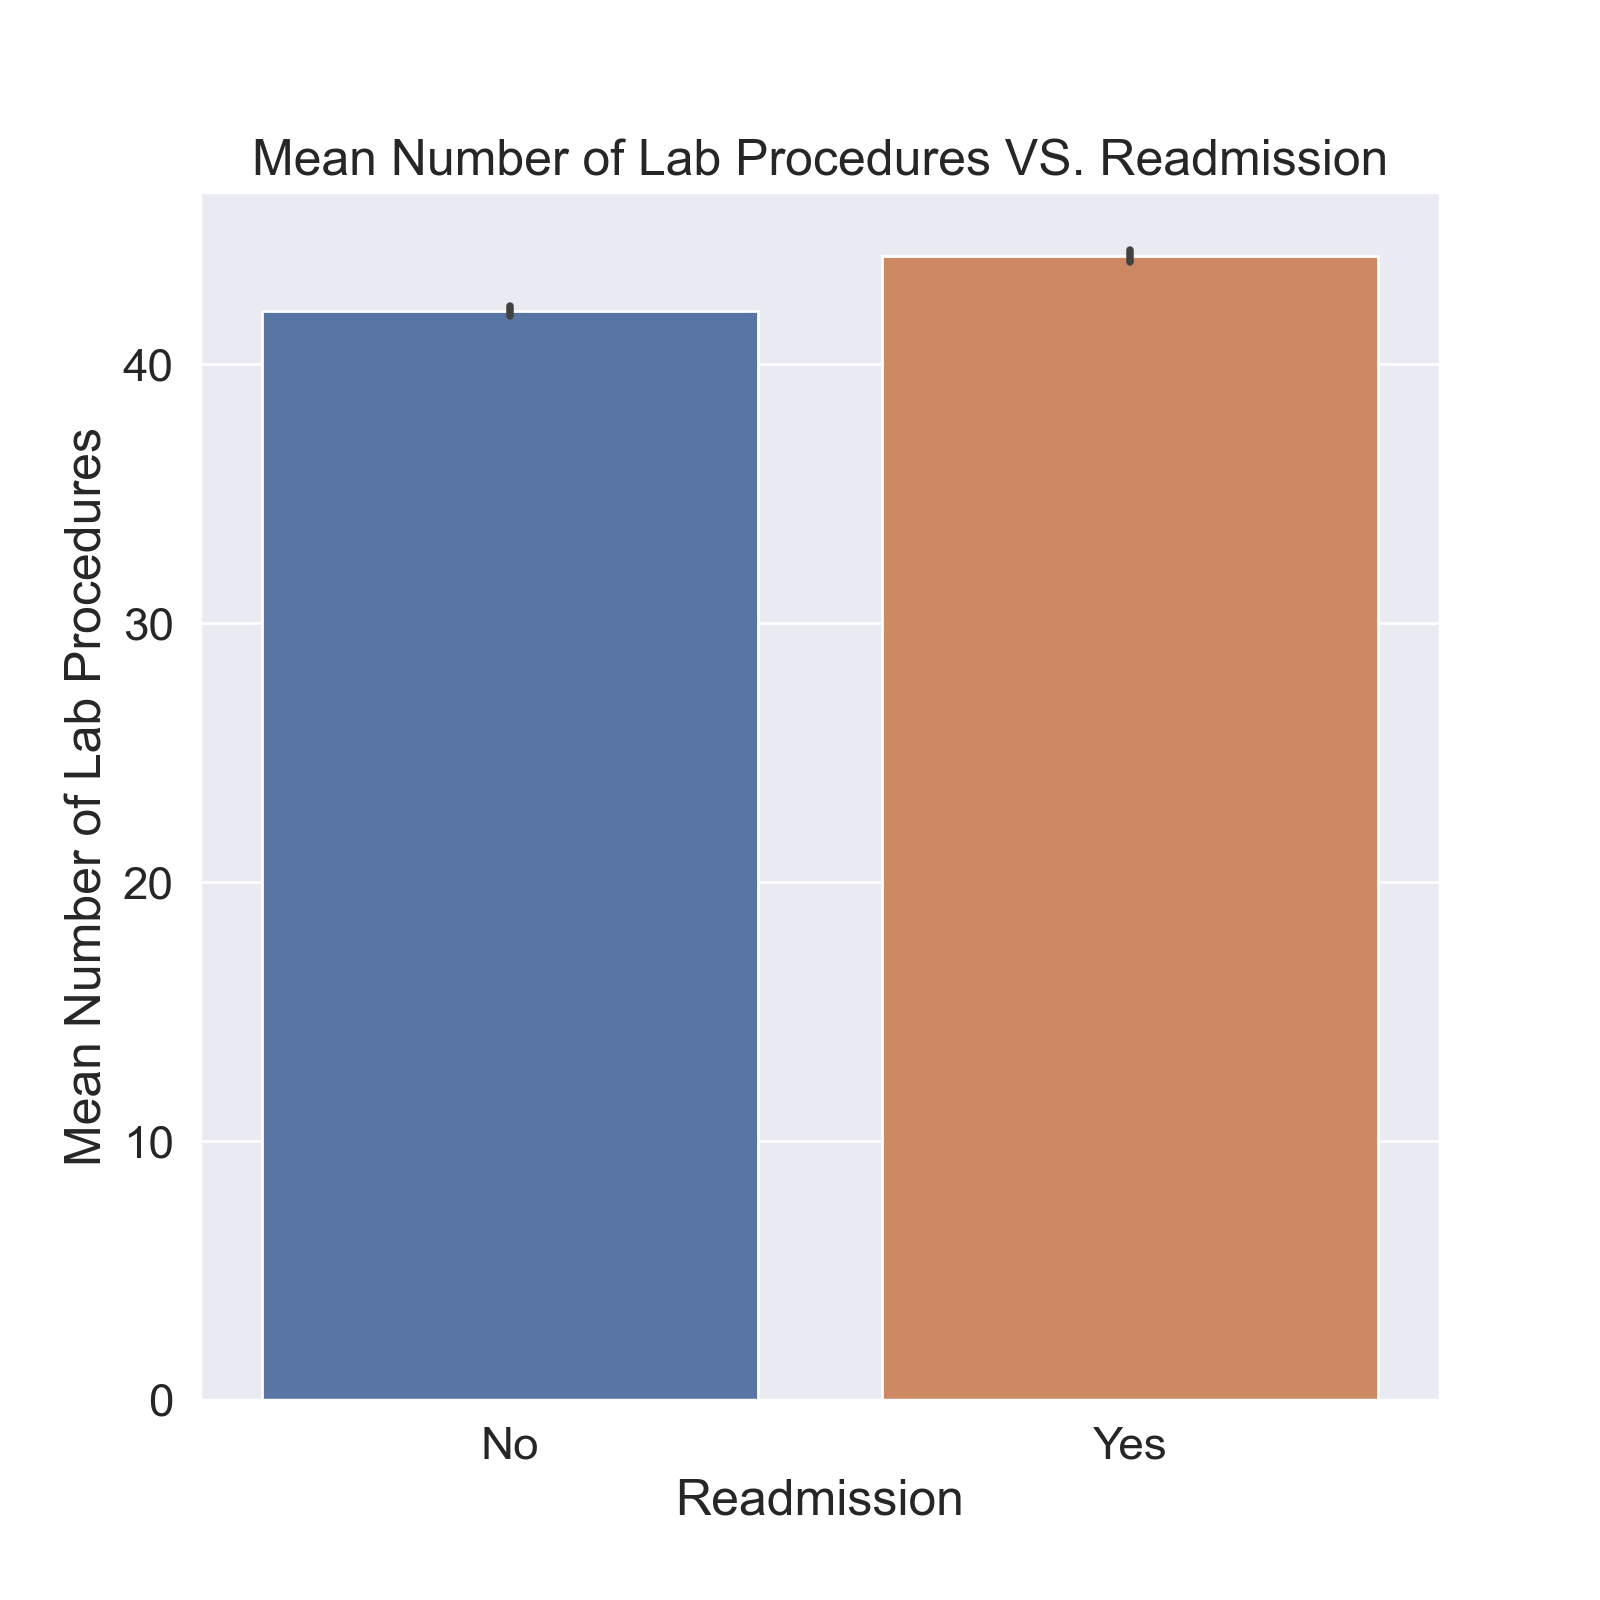 Mean Number of Lab Procedures VS. Readmission
Mean Number of Lab Procedures
40
30
20
10
0
No
Yes
Readmission